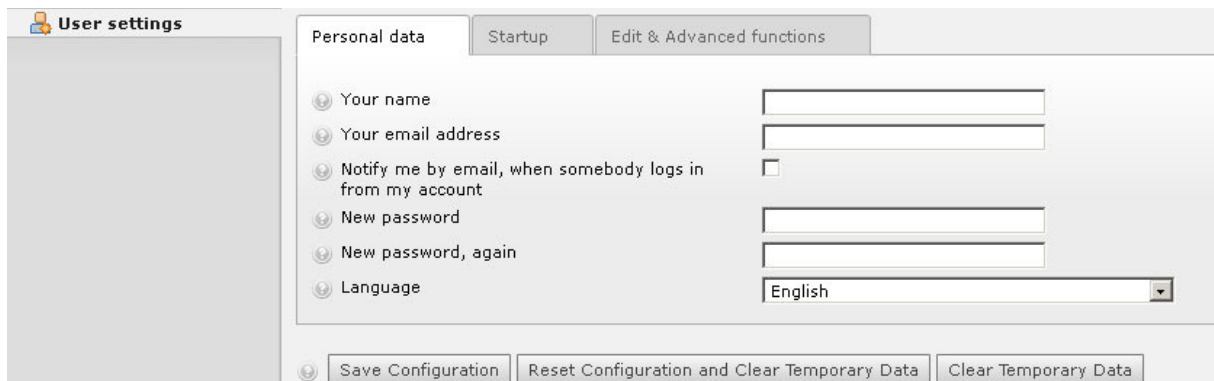 User settings
Personal data
Startup
Edit & Advanced functions
Your name
Your email address
Notify me by email, when somebody logs in
from my account
New password
New password, again
Language
English
Save Configuration
Reset Configuration and Clear Temporary Data
Clear Temporary Data